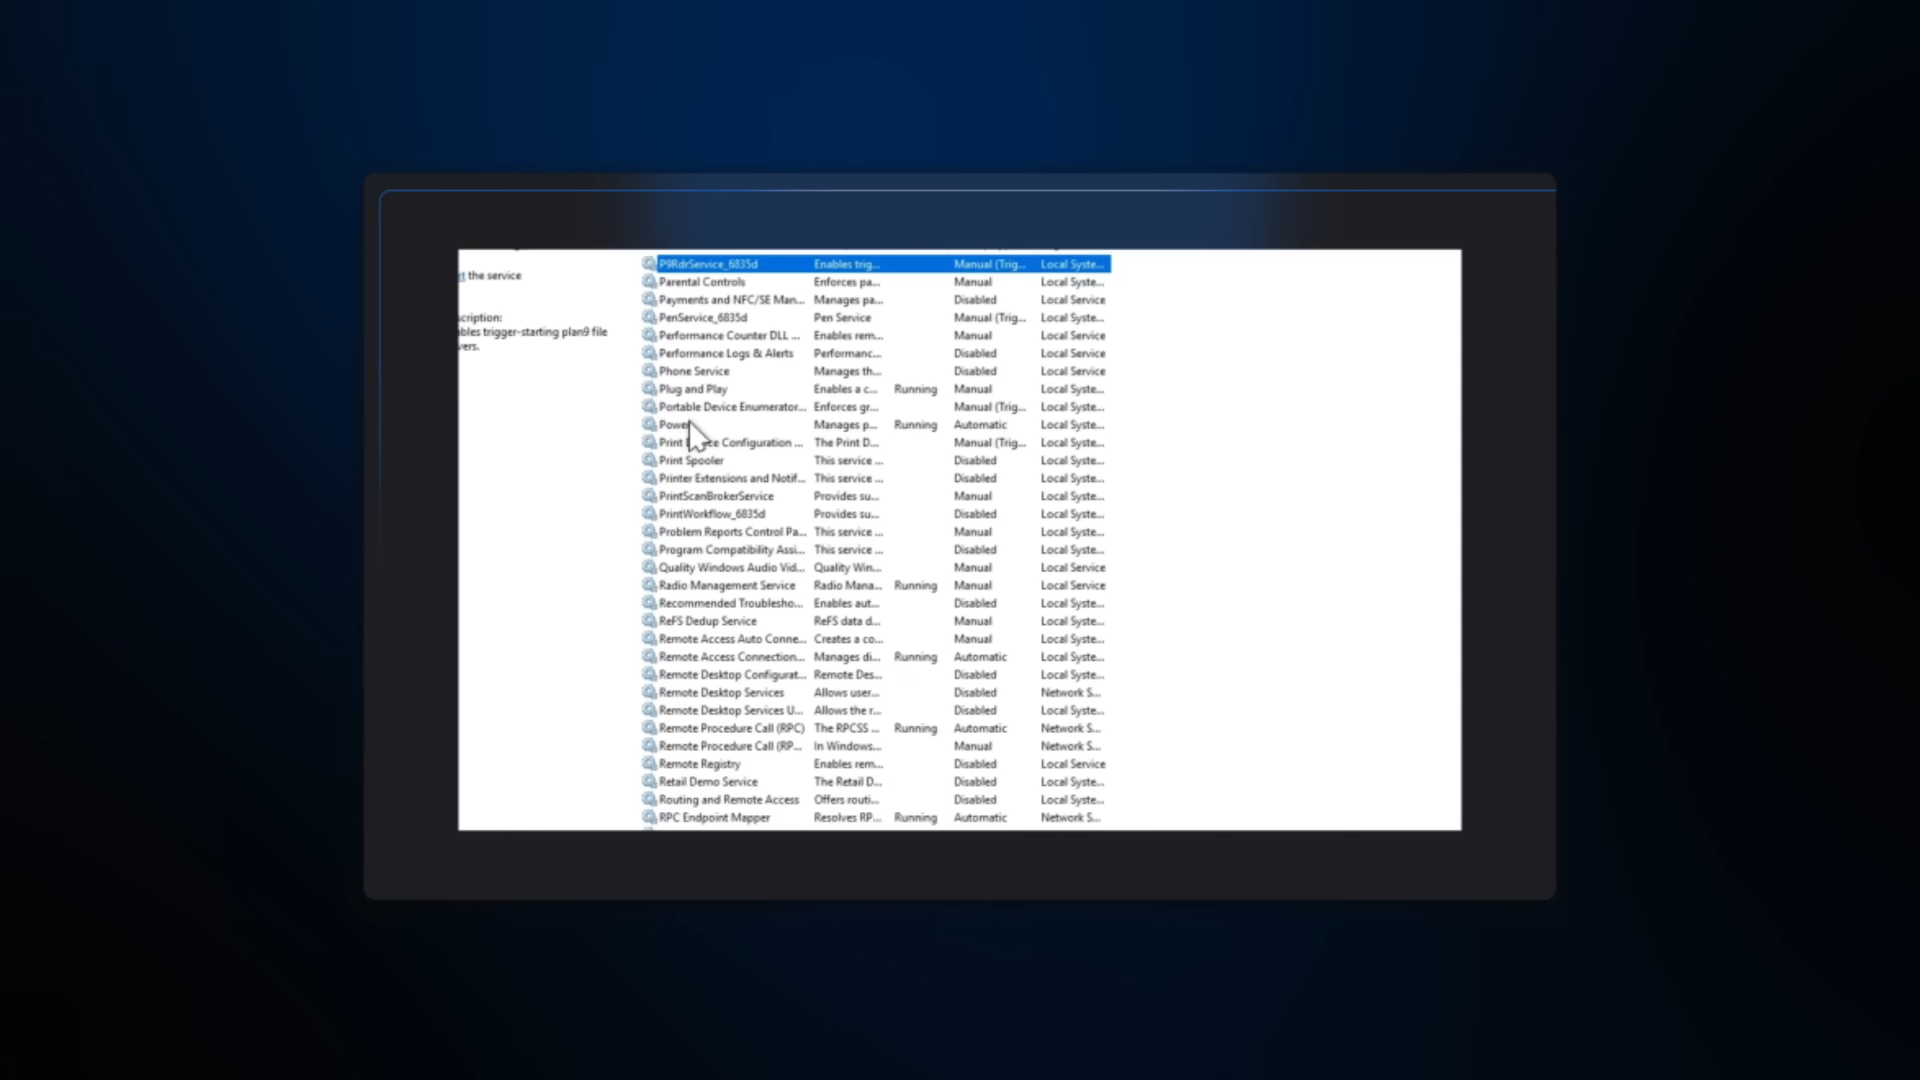 the service
scription:
bles trigger-starting plan9 file
vers.
P9RdrService_6835d Enables trig... Manual (Trig... Local Syste...
Parental Controls Enforces pa... Manual Local Syste...
Payments and NFC/SE Man... Manages pa... Disabled Local Service
PenService_6835d Pen Service Manual (Trig... Local Syste...
Performance Counter DLL ... Enables rem... Manual Local Service
Performance Logs & Alerts Performanc... Disabled Local Service
Phone Service Manages th... Disabled Local Service
Plug and Play Enables a c... Running Manual Local Syste...
Portable Device Enumerator... Enforces gr... Manual (Trig... Local Syste...
Power Manages p... Running Automatic Local Syste...
Print Device Configuration ... The Print D... Manual (Trig... Local Syste...
Print Spooler This service ... Disabled Local Syste...
Printer Extensions and Notif... This service ... Disabled Local Syste...
PrintScanBrokerService Provides su... Manual Local Syste...
PrintWorkflow_6835d Provides su... Disabled Local Syste...
Problem Reports Control Pa... This service ... Manual Local Syste...
Program Compatibility Assi... This service ... Disabled Local Syste...
Quality Windows Audio Vid... Quality Win... Manual Local Service
Radio Management Service Radio Mana... Running Manual Local Service
Recommended Troublesho... Enables aut... Disabled Local Syste...
ReFS Dedup Service ReFS data d... Manual Local Syste...
Remote Access Auto Conne... Creates a co... Manual Local Syste...
Remote Access Connection... Manages di... Running Automatic Local Syste...
Remote Desktop Configurat... Remote Des... Disabled Local Syste...
Remote Desktop Services Allows user... Disabled Network S...
Remote Desktop Services U... Allows the r... Disabled Local Syste...
Remote Procedure Call (RPC) The RPCSS ... Running Automatic Network S...
Remote Procedure Call (RP... In Windows... Manual Network S...
Remote Registry Enables rem... Disabled Local Service
Retail Demo Service The Retail D... Disabled Local Syste...
Routing and Remote Access Offers routi... Disabled Local Syste...
RPC Endpoint Mapper Resolves RP... Running Automatic Network S...